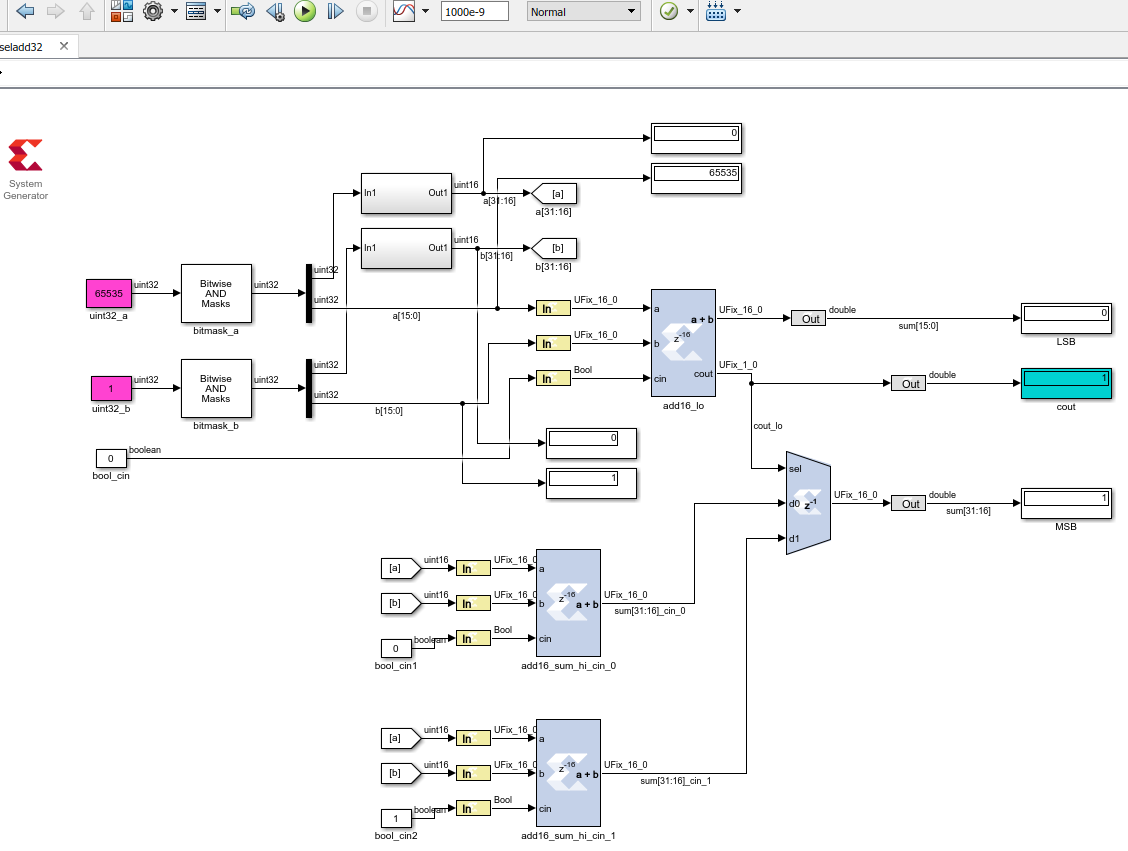 1000e-9
Normal
seladd32
System
Generator
0
65535
In1
Out1
uint16
a[31:16]
[a]
a[31:16]
In1
Out1
uint16
b[31:16]
[b]
b[31:16]
65535
uint32
uint32_a
Bitwise
AND
Masks
bitmask_a
uint32
uint32
uint32
a[15:0]
1
uint32
uint32_b
Bitwise
AND
Masks
bitmask_b
uint32
uint32
uint32
b[15:0]
0
boolean
bool_cin
In
UFix_16_0
In
UFix_16_0
In
Bool
a
b
cin
z-16
a + b
cout
add16_lo
UFix_16_0
Out
double
sum[15:0]
0
LSB
UFix_1_0
Out
double
1
cout
cout_lo
0
1
sel
d0
d1
z-1
UFix_16_0
Out
double
sum[31:16]
1
MSB
[a]
uint16
In
UFix_16_0
[b]
uint16
In
UFix_16_0
0
boolean
In
Bool
bool_cin1
a
b
cin
z-16
a + b
add16_sum_hi_cin_0
UFix_16_0
sum[31:16]_cin_0
[a]
uint16
In
UFix_16_0
[b]
uint16
In
UFix_16_0
1
boolean
In
Bool
bool_cin2
a
b
cin
z-16
a + b
add16_sum_hi_cin_1
UFix_16_0
sum[31:16]_cin_1